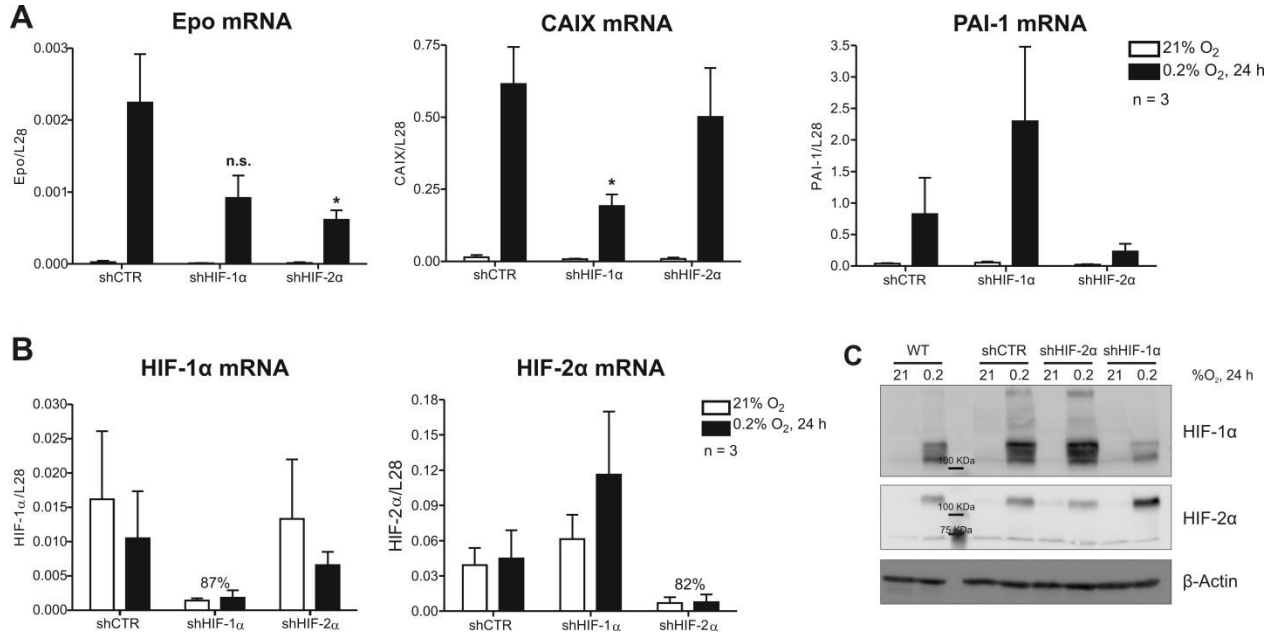 A
Epo mRNA
Epo/L28
0.003
0.002
0.001
0.000
n.s.
*
shCTR
shHIF-1α
shHIF-2α
CAIX mRNA
CAIX/L28
0.75
0.50
0.25
0.00
*
shCTR
shHIF-1α
shHIF-2α
PAI-1 mRNA
PAI-1/L28
3.5
3.0
2.5
2.0
1.5
1.0
0.5
0.0
shCTR
shHIF-1α
shHIF-2α
21% O2
0.2% O2, 24 h
n = 3
B
HIF-1α mRNA
HIF-1α/L28
0.030
0.025
0.020
0.015
0.010
0.005
0.000
87%
shCTR
shHIF-1α
shHIF-2α
HIF-2α mRNA
HIF-2α/L28
0.18
0.15
0.12
0.09
0.06
0.03
0.00
82%
shCTR
shHIF-1α
shHIF-2α
21% O2
0.2% O2, 24 h
n = 3
C
WT shCTR shHIF-2α shHIF-1α
21 0.2 21 0.2 21 0.2 21 0.2 %O2, 24 h
100 KDa
HIF-1α
100 KDa
75 KDa
HIF-2α
β-Actin